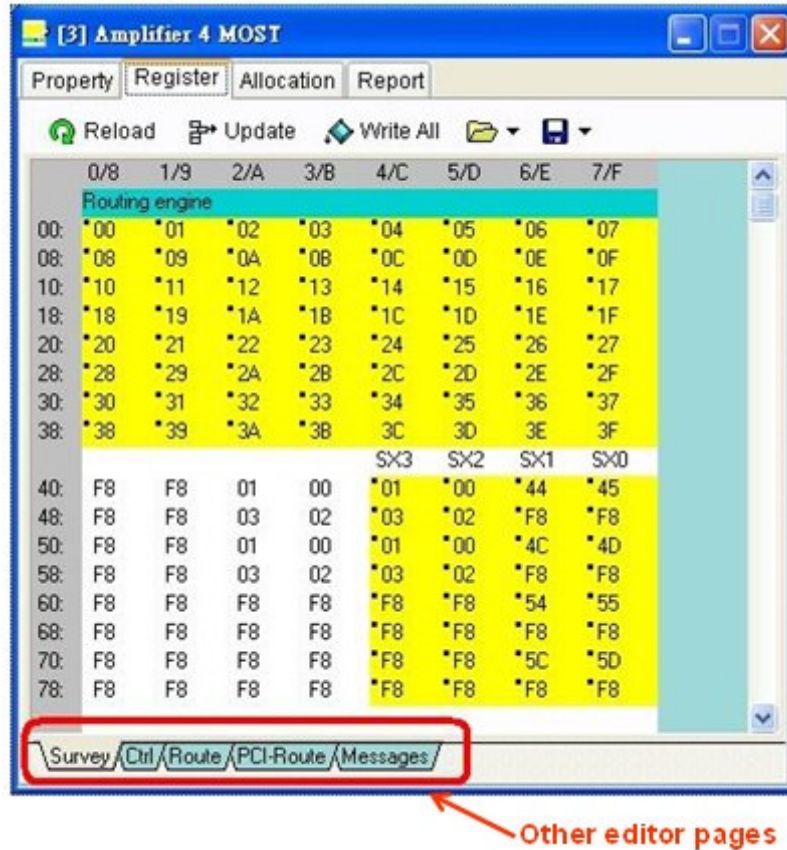 [3] Amplifier 4 MOST
Property Register Allocation Report
Reload Update Write All
0/8 1/9 2/A 3/B 4/C 5/D 6/E 7/F
Routing engine
00: 00 01 02 03 04 05 06 07
08: 08 09 0A 0B 0C 0D 0E 0F
10: 10 11 12 13 14 15 16 17
18: 18 19 1A 1B 1C 1D 1E 1F
20: 20 21 22 23 24 25 26 27
28: 28 29 2A 2B 2C 2D 2E 2F
30: 30 31 32 33 34 35 36 37
38: 38 39 3A 3B 3C 3D 3E 3F
SX3 SX2 SX1 SX0
40: F8 F8 01 00 01 00 44 45
48: F8 F8 03 02 03 02 F8 F8
50: F8 F8 01 00 01 00 4C 4D
58: F8 F8 03 02 03 02 F8 F8
60: F8 F8 F8 F8 F8 F8 54 55
68: F8 F8 F8 F8 F8 F8 F8 F8
70: F8 F8 F8 F8 F8 F8 5C 5D
78: F8 F8 F8 F8 F8 F8 F8 F8
Survey Ctrl Route PCI-Route Messages
Other editor pages